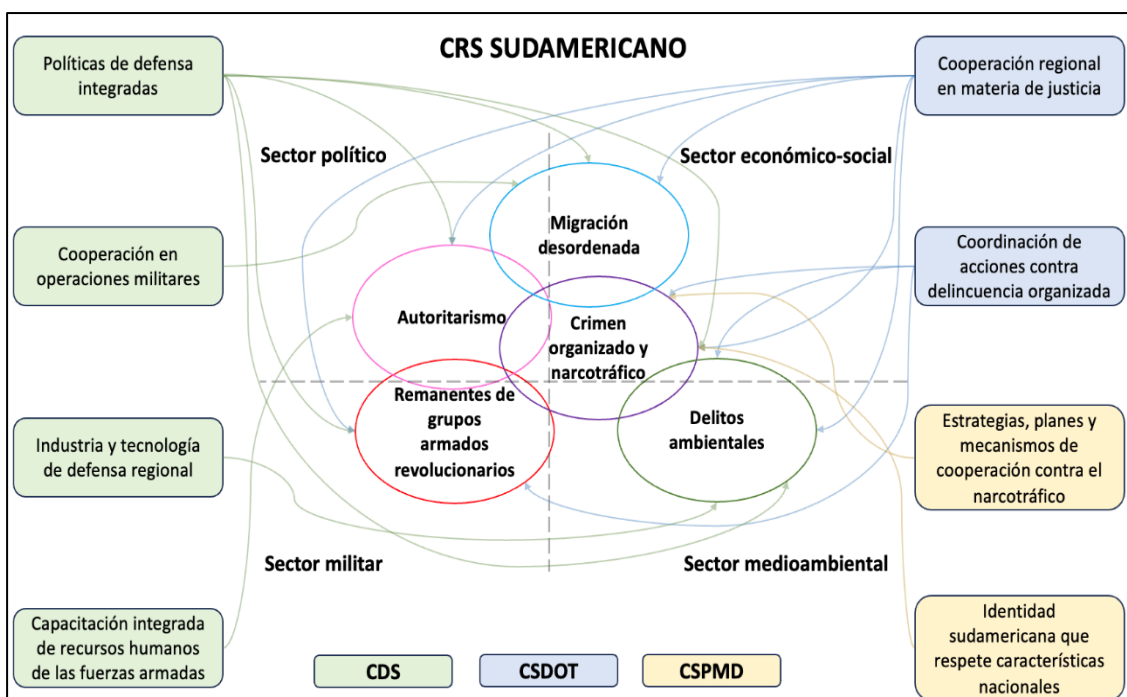 CRS SUDAMERICANO
Políticas de defensa
integradas
Cooperación regional
en materia de justicia
Sector político
Sector económico-social
Migración
desordenada
Cooperación en
operaciones militares
Coordinación de
acciones contra
delincuencia organizada
Autoritarismo
Crimen
organizado y
narcotráfico
Remanentes de
grupos
armados
revolucionarios
Delitos
ambientales
Industria y tecnología
de defensa regional
Estrategias, planes y
mecanismos de
cooperación contra el
narcotráfico
Sector militar
Sector medioambiental
Capacitación integrada
de recursos humanos
de las fuerzas armadas
Identidad
sudamericana que
respete características
nacionales
CDS
CSDOT
CSPMD